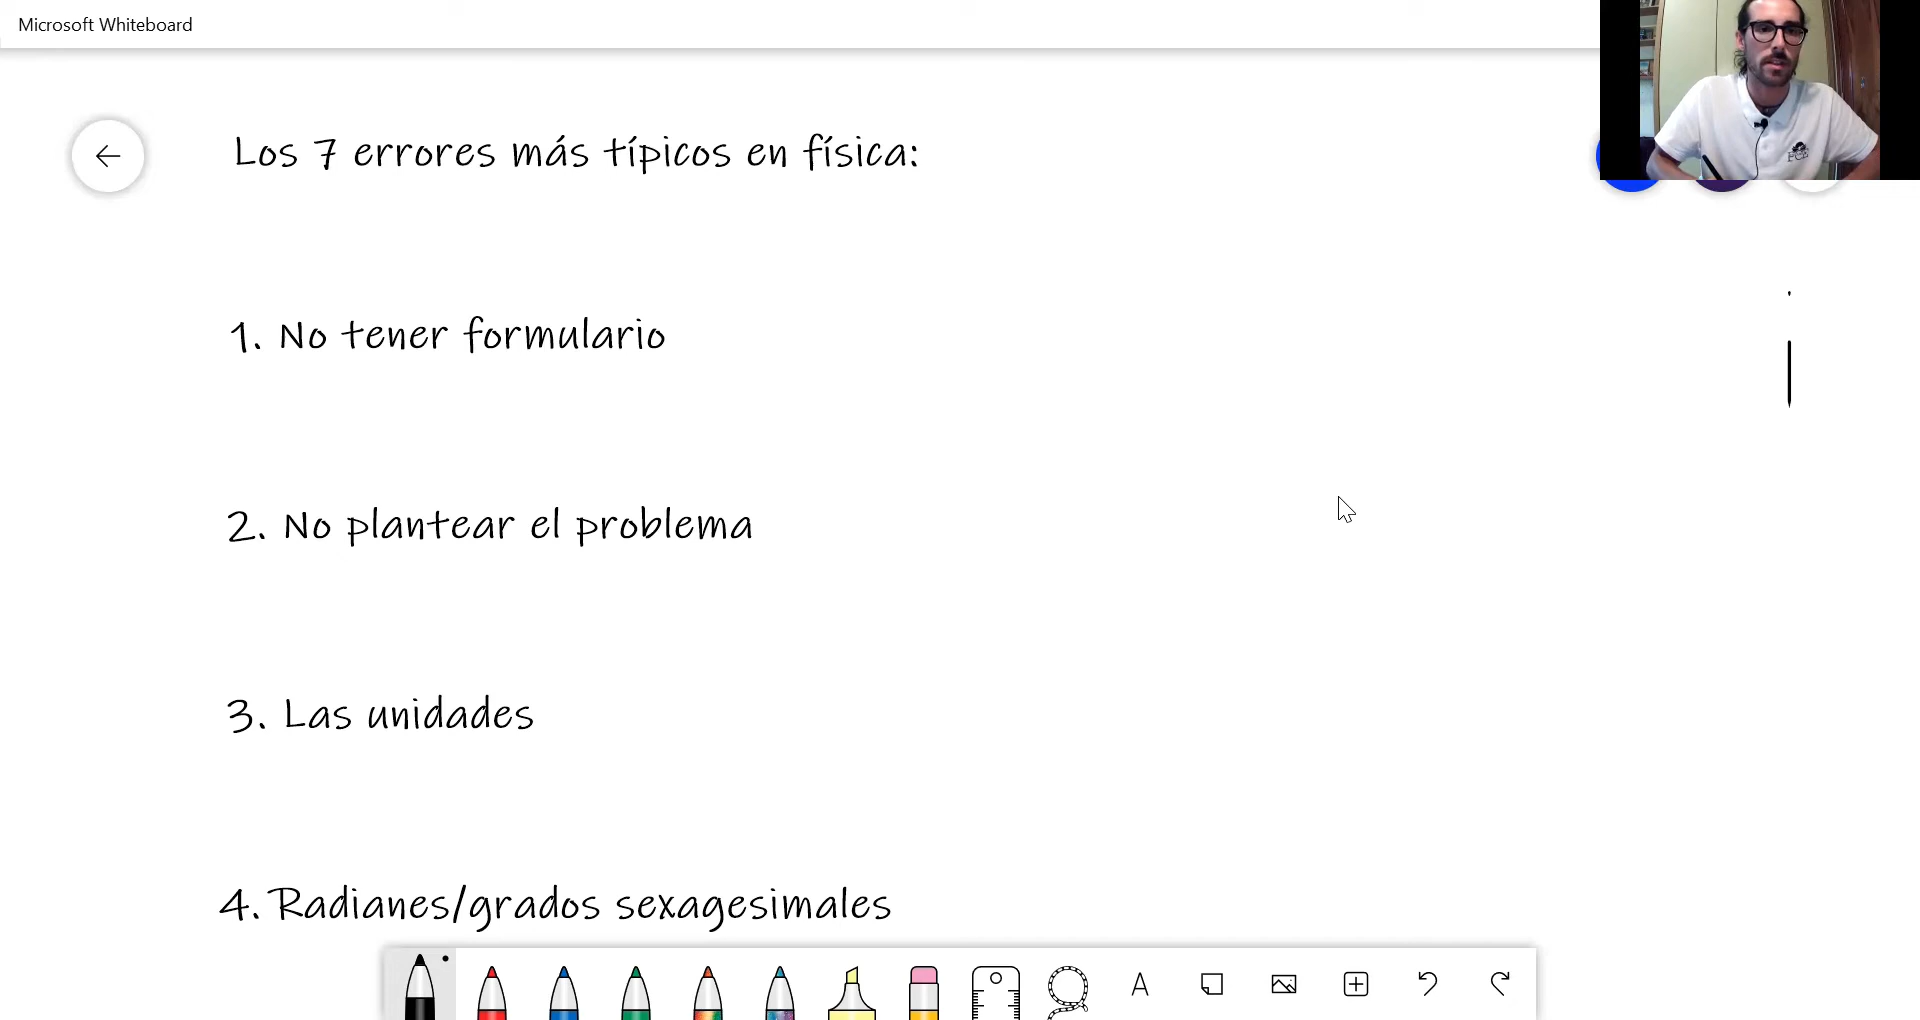 Microsoft Whiteboard
Los 7 errores más típicos en física:
1. No tener formulario
2. No plantear el problema
3. Las unidades
4. Radianes/grados sexagesimales